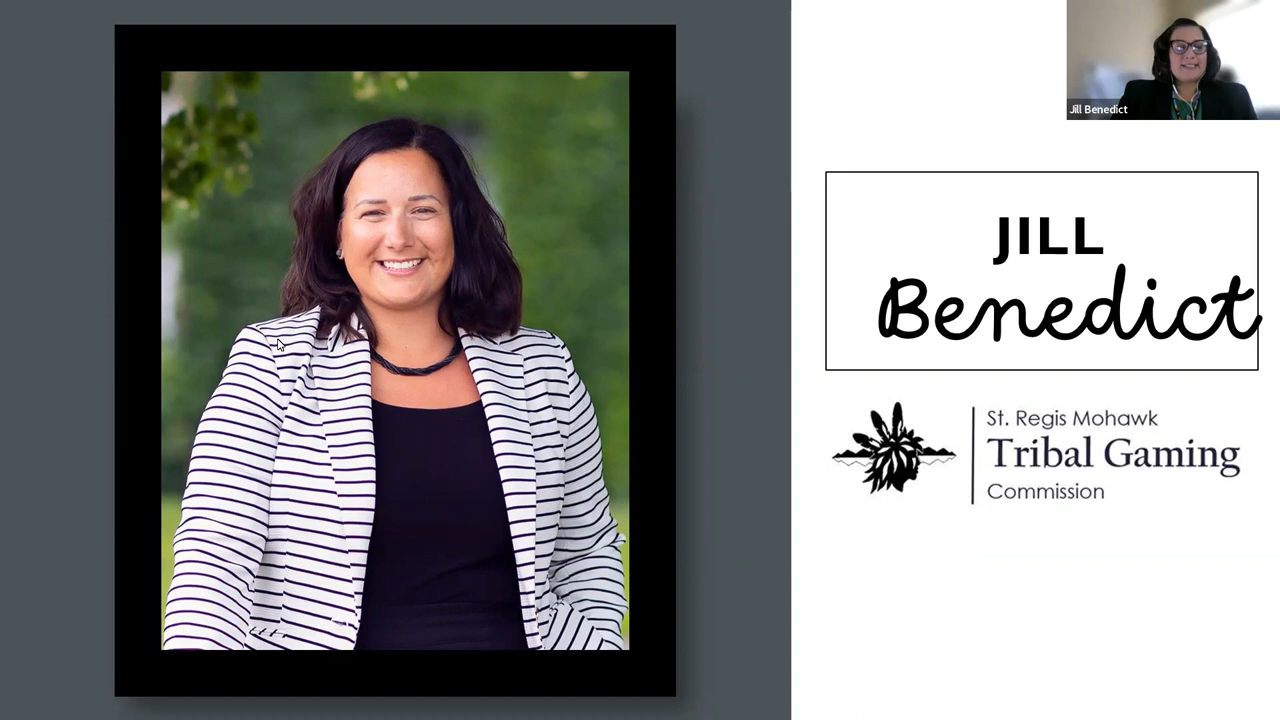 Jill Benedict
JILL
Benedict
St. Regis Mohawk
Tribal Gaming
Commission